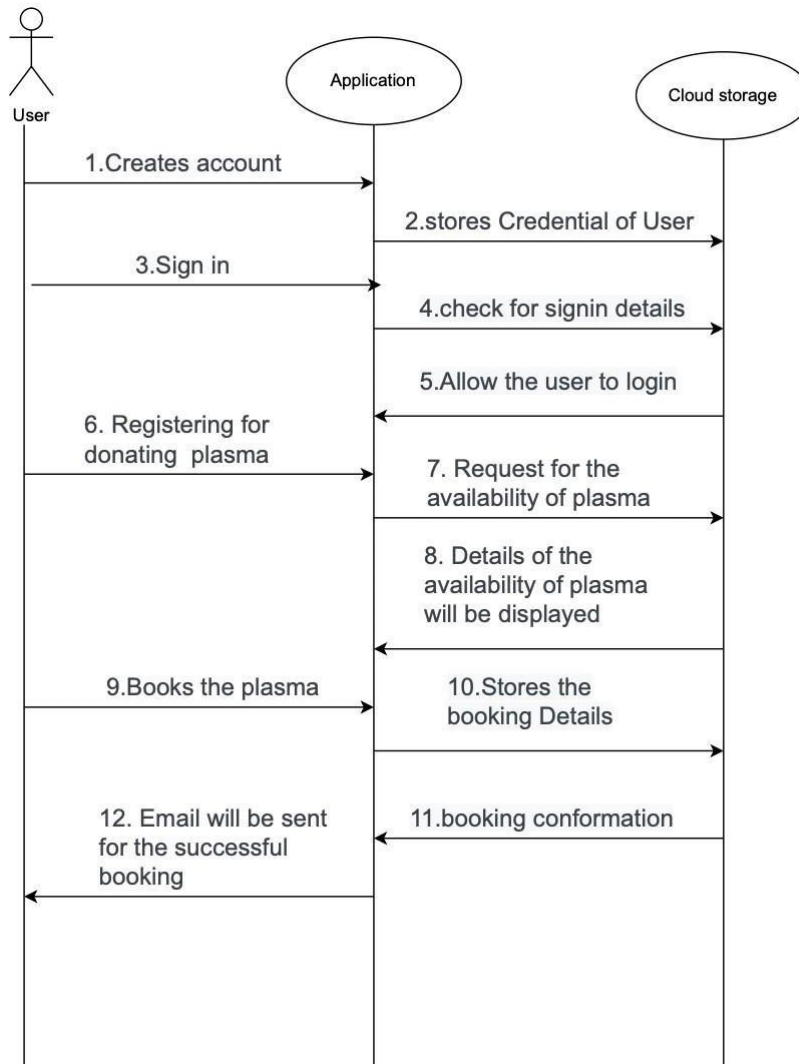 User
Application
Cloud storage
1.Creates account
2.stores Credential of User
3.Sign in
4.check for signin details
5.Allow the user to login
6. Registering for
donating plasma
7. Request for the
availability of plasma
8. Details of the
availability of plasma
will be displayed
9.Books the plasma
10.Stores the
booking Details
11.booking conformation
12. Email will be sent
for the successful
booking